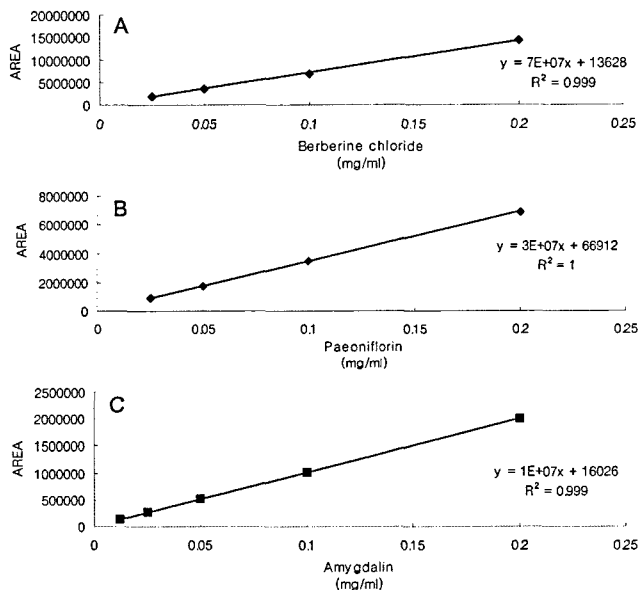 A
AREA
20000000
15000000
10000000
5000000
0
y = 7E+07x + 13628
R² = 0.999
0 0.05 0.1 0.15 0.2 0.25
Berberine chloride
(mg/ml)
B
AREA
8000000
6000000
4000000
2000000
0
y = 3E+07x + 66912
R² = 1
0 0.05 0.1 0.15 0.2 0.25
Paeoniflorin
(mg/ml)
C
AREA
2500000
2000000
1500000
1000000
500000
0
y = 1E+07x + 16026
R² = 0.999
0 0.05 0.1 0.15 0.2 0.25
Amygdalin
(mg/ml)